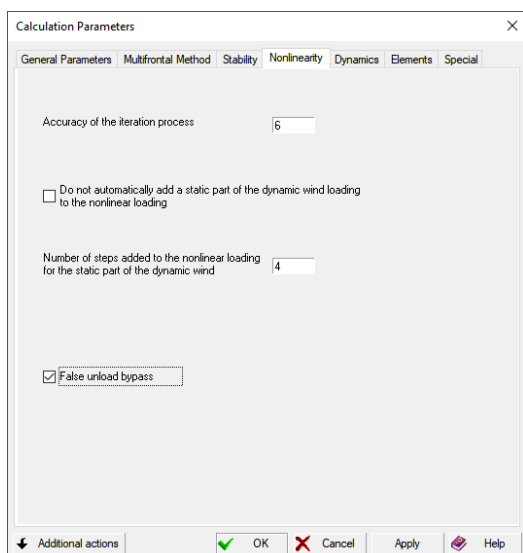 Calculation Parameters
General Parameters Multifrontal Method Stability Nonlinearity Dynamics Elements Special
Accuracy of the iteration process
6
Do not automatically add a static part of the dynamic wind loading
to the nonlinear loading
Number of steps added to the nonlinear loading
for the static part of the dynamic wind
4
False unload bypass
Additional actions OK Cancel Apply Help